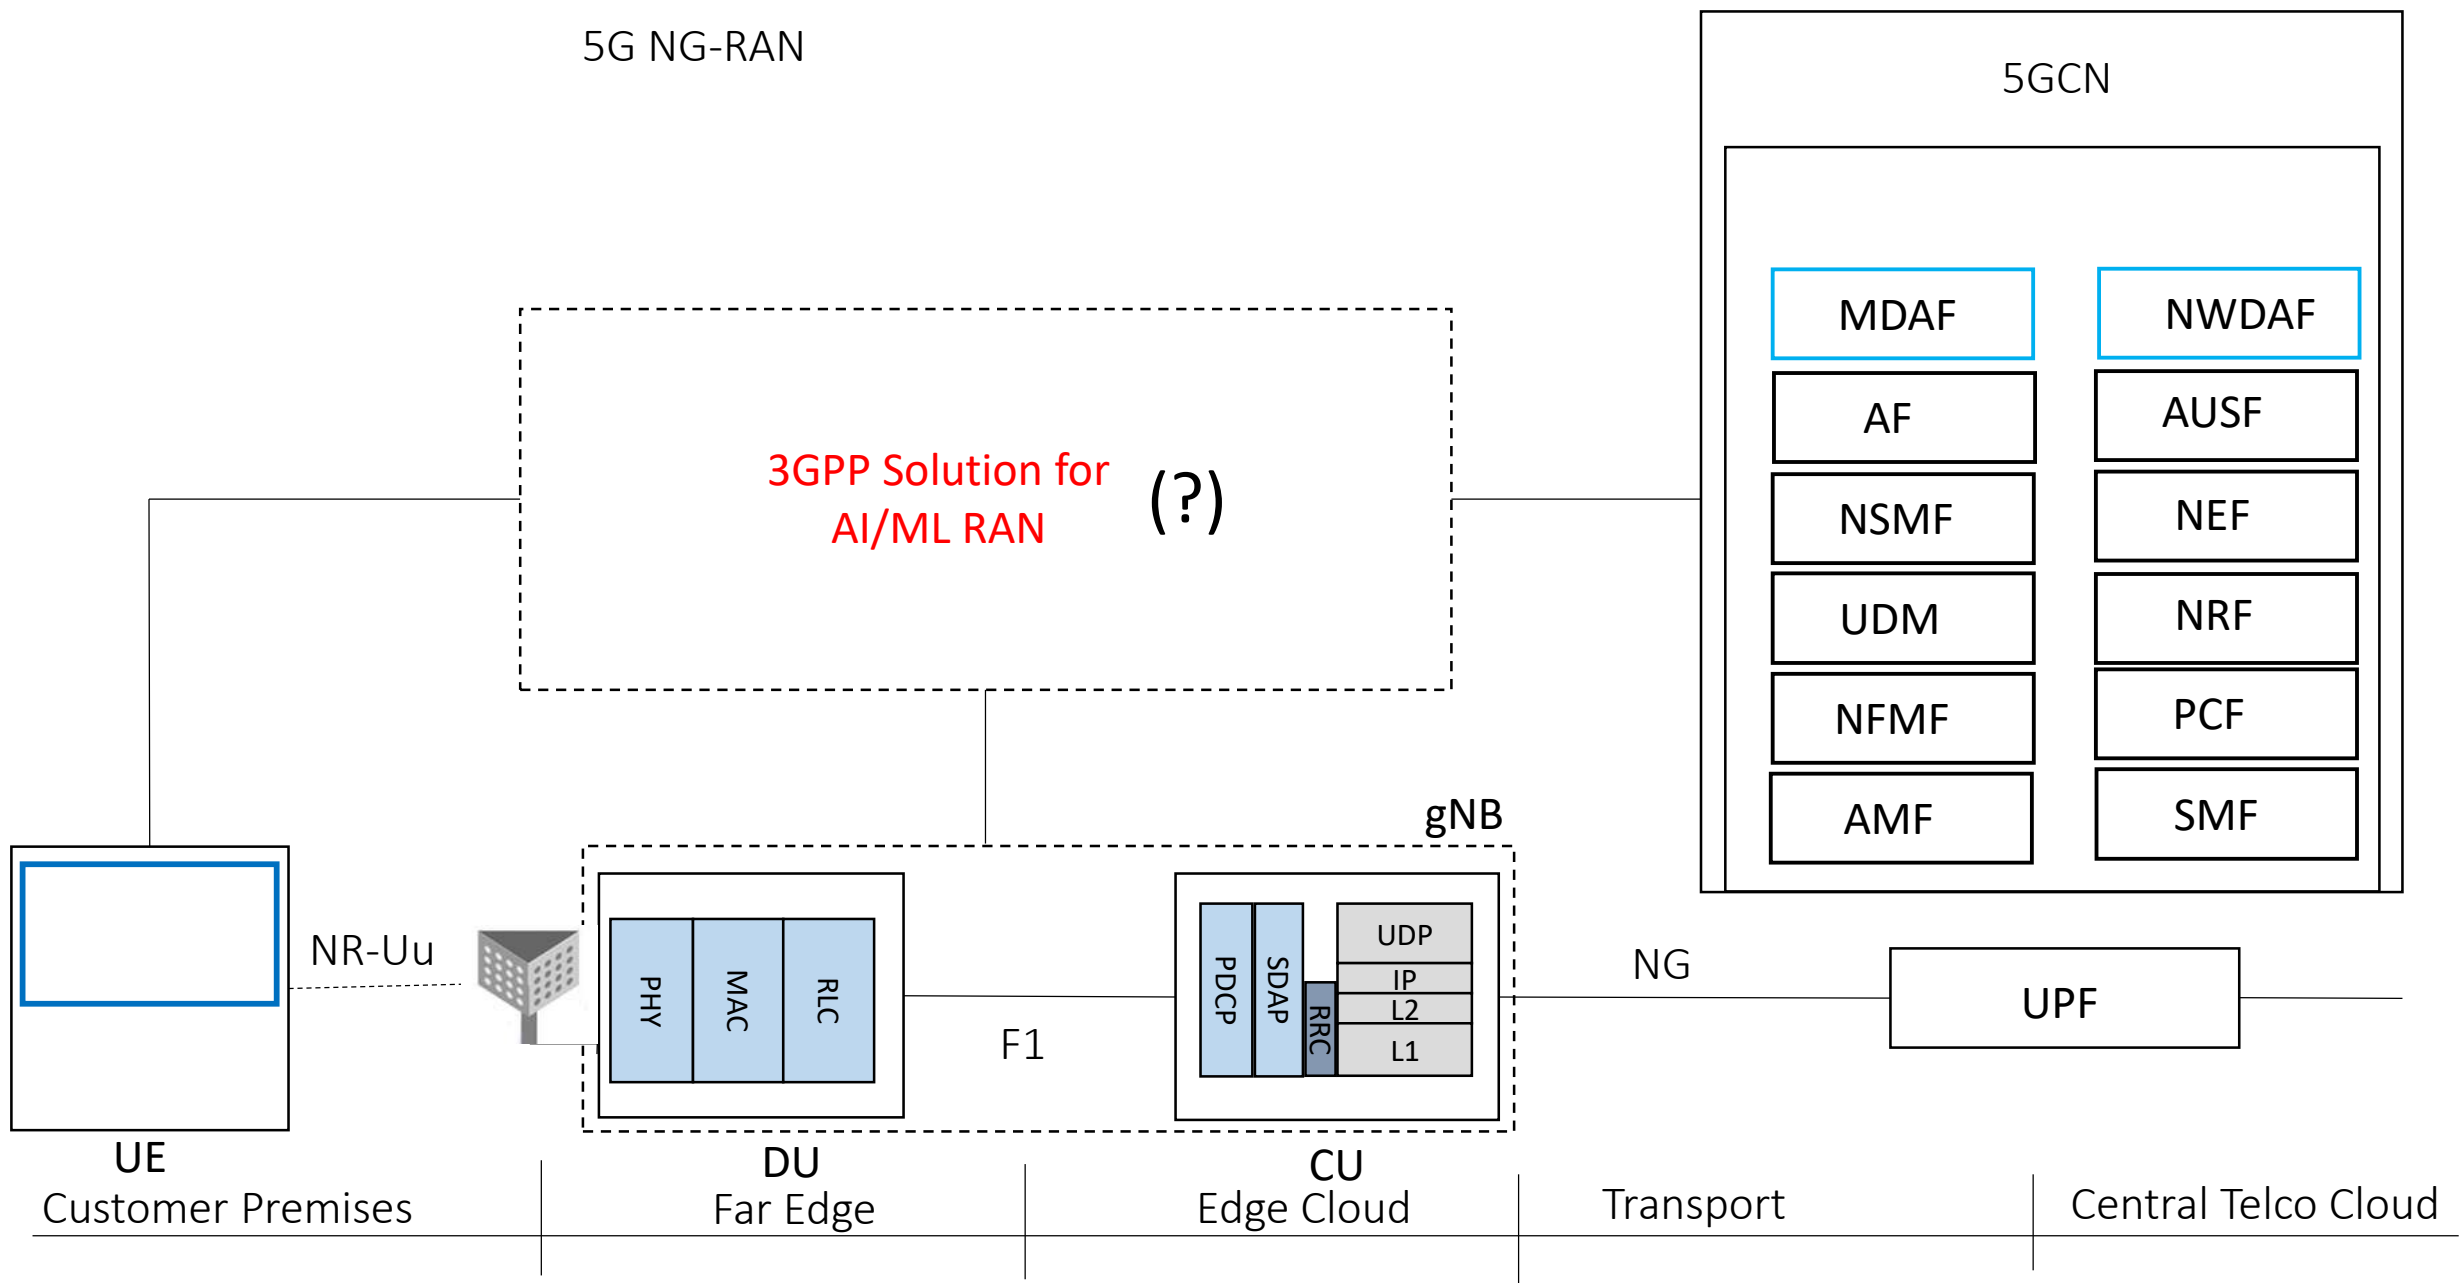 5G NG-RAN
5GCN
MDAF
NWDAF
AF
AUSF
NSMF
NEF
UDM
NRF
NFMF
PCF
AMF
SMF
3GPP Solution for
AI/ML RAN
(?)
gNB
NR-Uu
PHY
MAC
RLC
F1
PDCP
SDAP
RRC
UDP
IP
L2
L1
NG
UPF
UE
DU
CU
Customer Premises
Far Edge
Edge Cloud
Transport
Central Telco Cloud